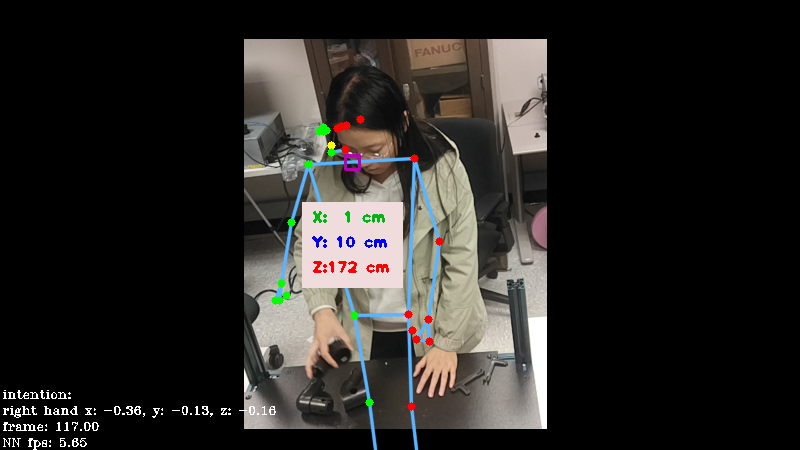 FANUC
X: 1 cm
Y: 10 cm
Z:172 cm
intention:
right hand x: -0.36, y: -0.13, z: -0.16
frame: 117.00
NN fps: 5.65